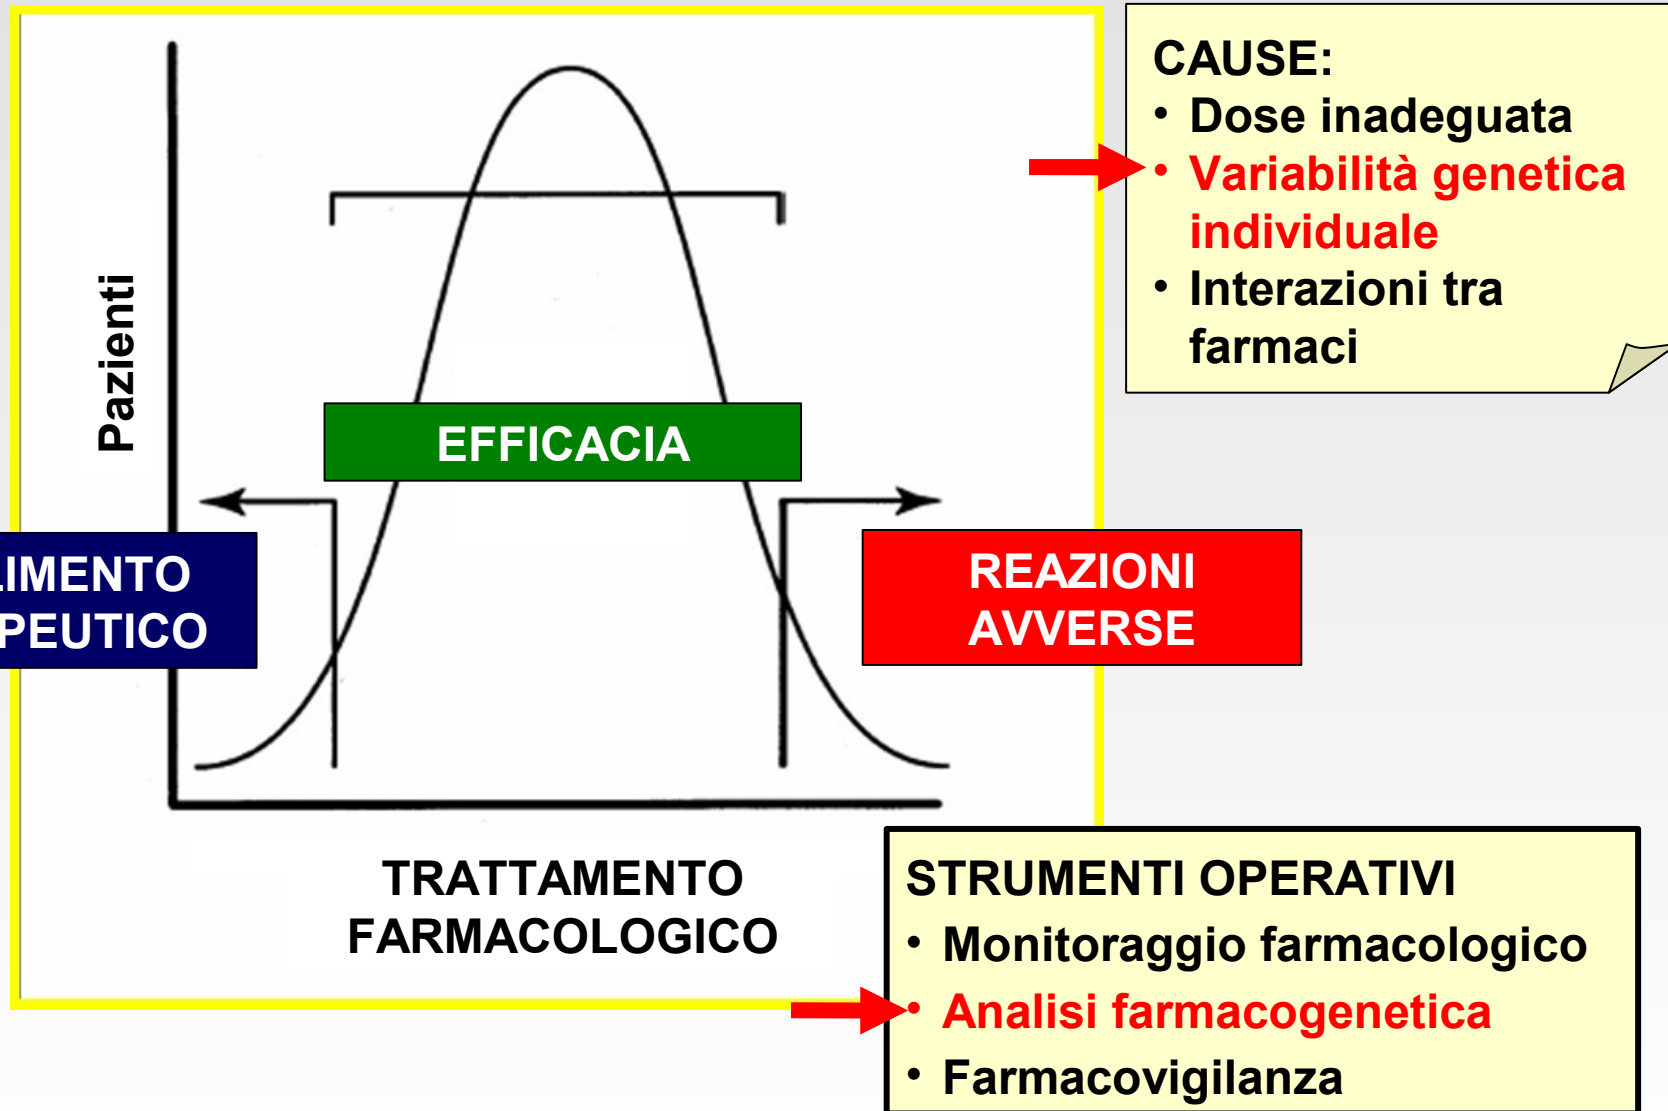 CAUSE:
• Dose inadeguata
• Variabilità genetica
individuale
• Interazioni tra
farmaci
Pazienti
EFFICACIA
LIMENTO
PEUTICO
REAZIONI
AVVERSE
TRATTAMENTO
FARMACOLOGICO
STRUMENTI OPERATIVI
• Monitoraggio farmacologico
• Analisi farmacogenetica
• Farmacovigilanza